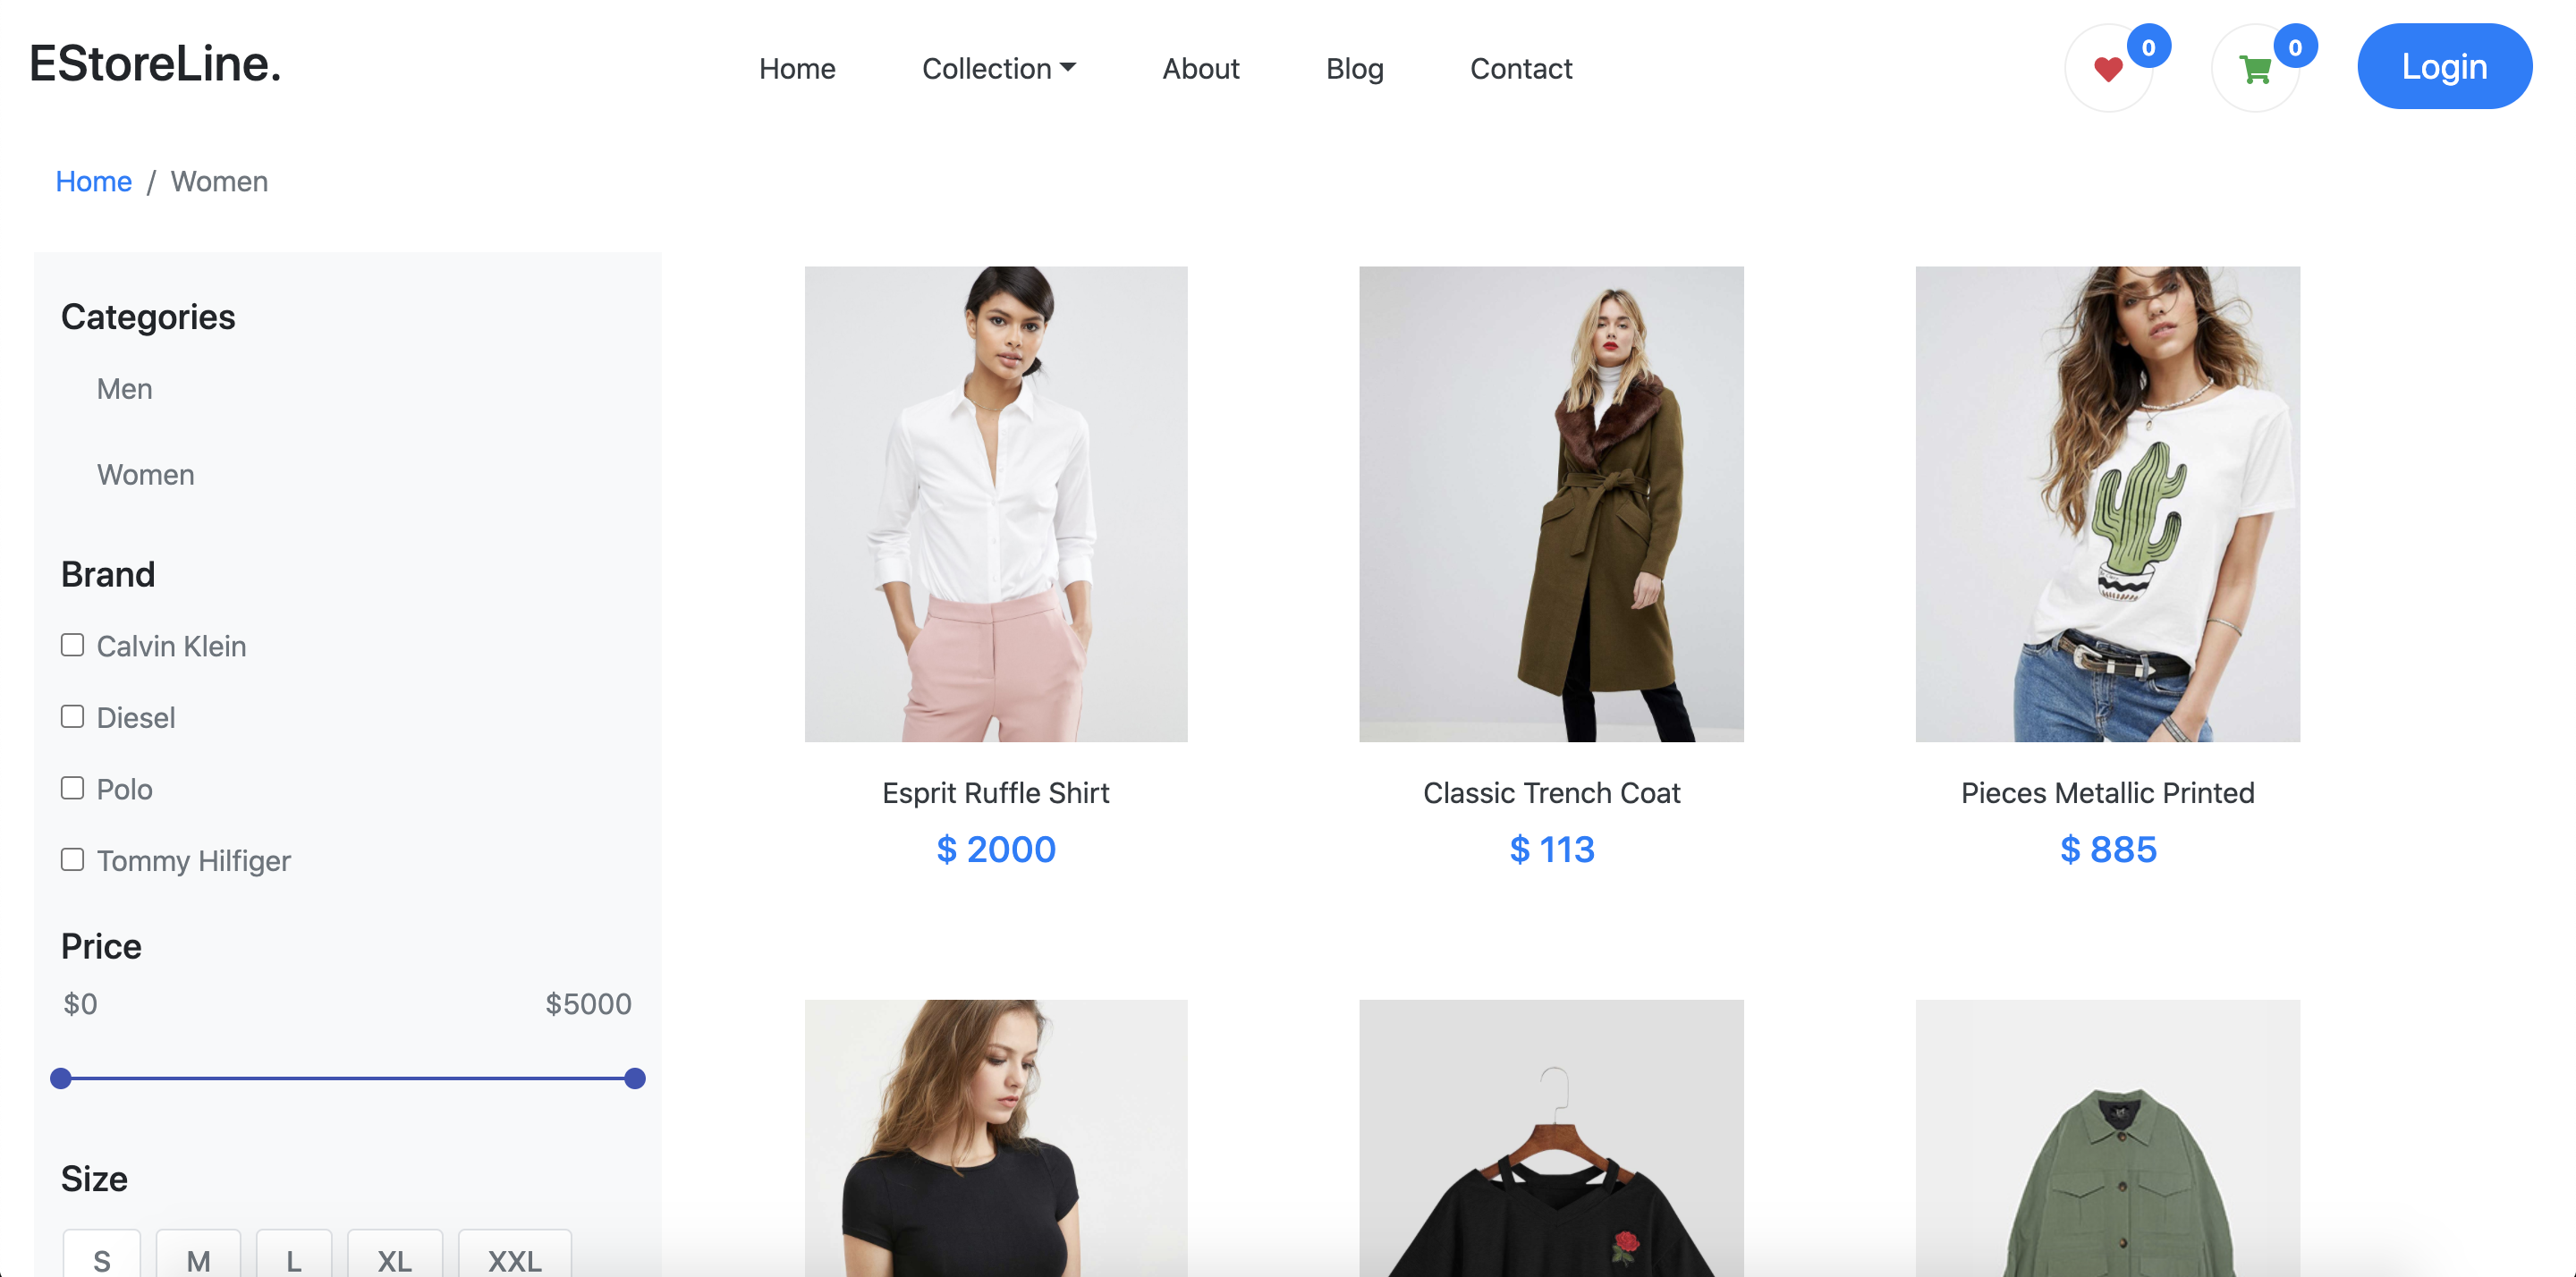 EStoreLine.
Home
Collection
About
Blog
Contact
0
0
Login
Home / Women
Categories
Men
Women
Brand
Calvin Klein
Diesel
Polo
Tommy Hilfiger
Price
$0
$5000
Size
S
M
L
XL
XXL
Esprit Ruffle Shirt
$ 2000
Classic Trench Coat
$ 113
Pieces Metallic Printed
$ 885